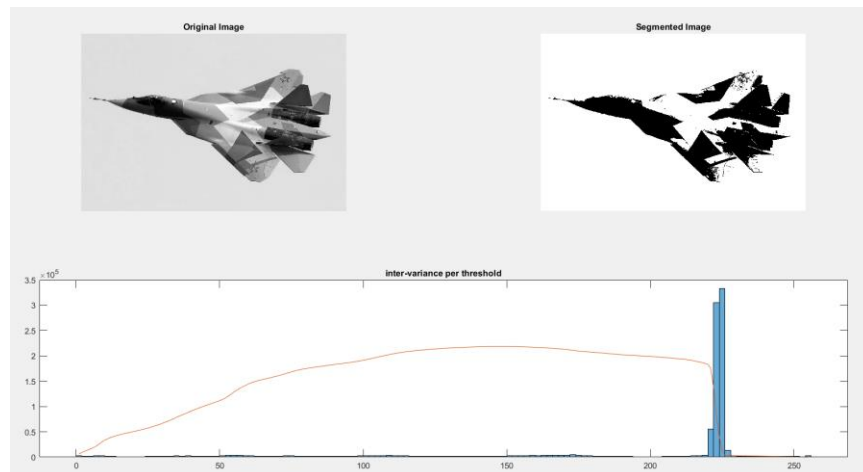 Original Image
Segmented Image
inter-variance per threshold
×10^5
3.5
3
2.5
2
1.5
1
0.5
0
0 50 100 150 200 250